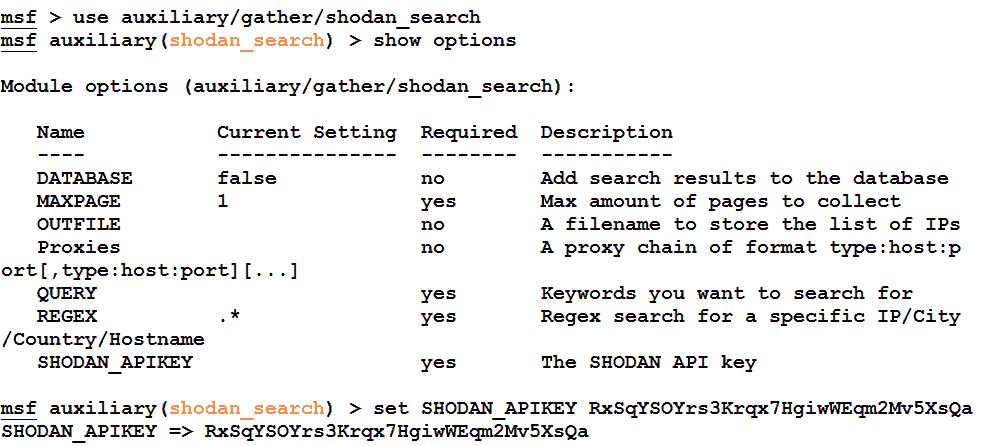 msf > use auxiliary/gather/shodan_search
msf auxiliary(shodan_search) > show options
Module options (auxiliary/gather/shodan_search):
Name Current Setting Required Description
---- --------------- -------- -----------
DATABASE false no Add search results to the database
MAXPAGE 1 yes Max amount of pages to collect
OUTFILE no A filename to store the list of IPs
Proxies no A proxy chain of format type:host:p
ort[,type:host:port][...]
QUERY yes Keywords you want to search for
REGEX .* yes Regex search for a specific IP/City
/Country/Hostname
SHODAN_APIKEY yes The SHODAN API key
msf auxiliary(shodan_search) > set SHODAN_APIKEY RxSqYSOYrs3Krqx7HgiwWEqm2Mv5XsQa
SHODAN_APIKEY => RxSqYSOYrs3Krqx7HgiwWEqm2Mv5XsQa